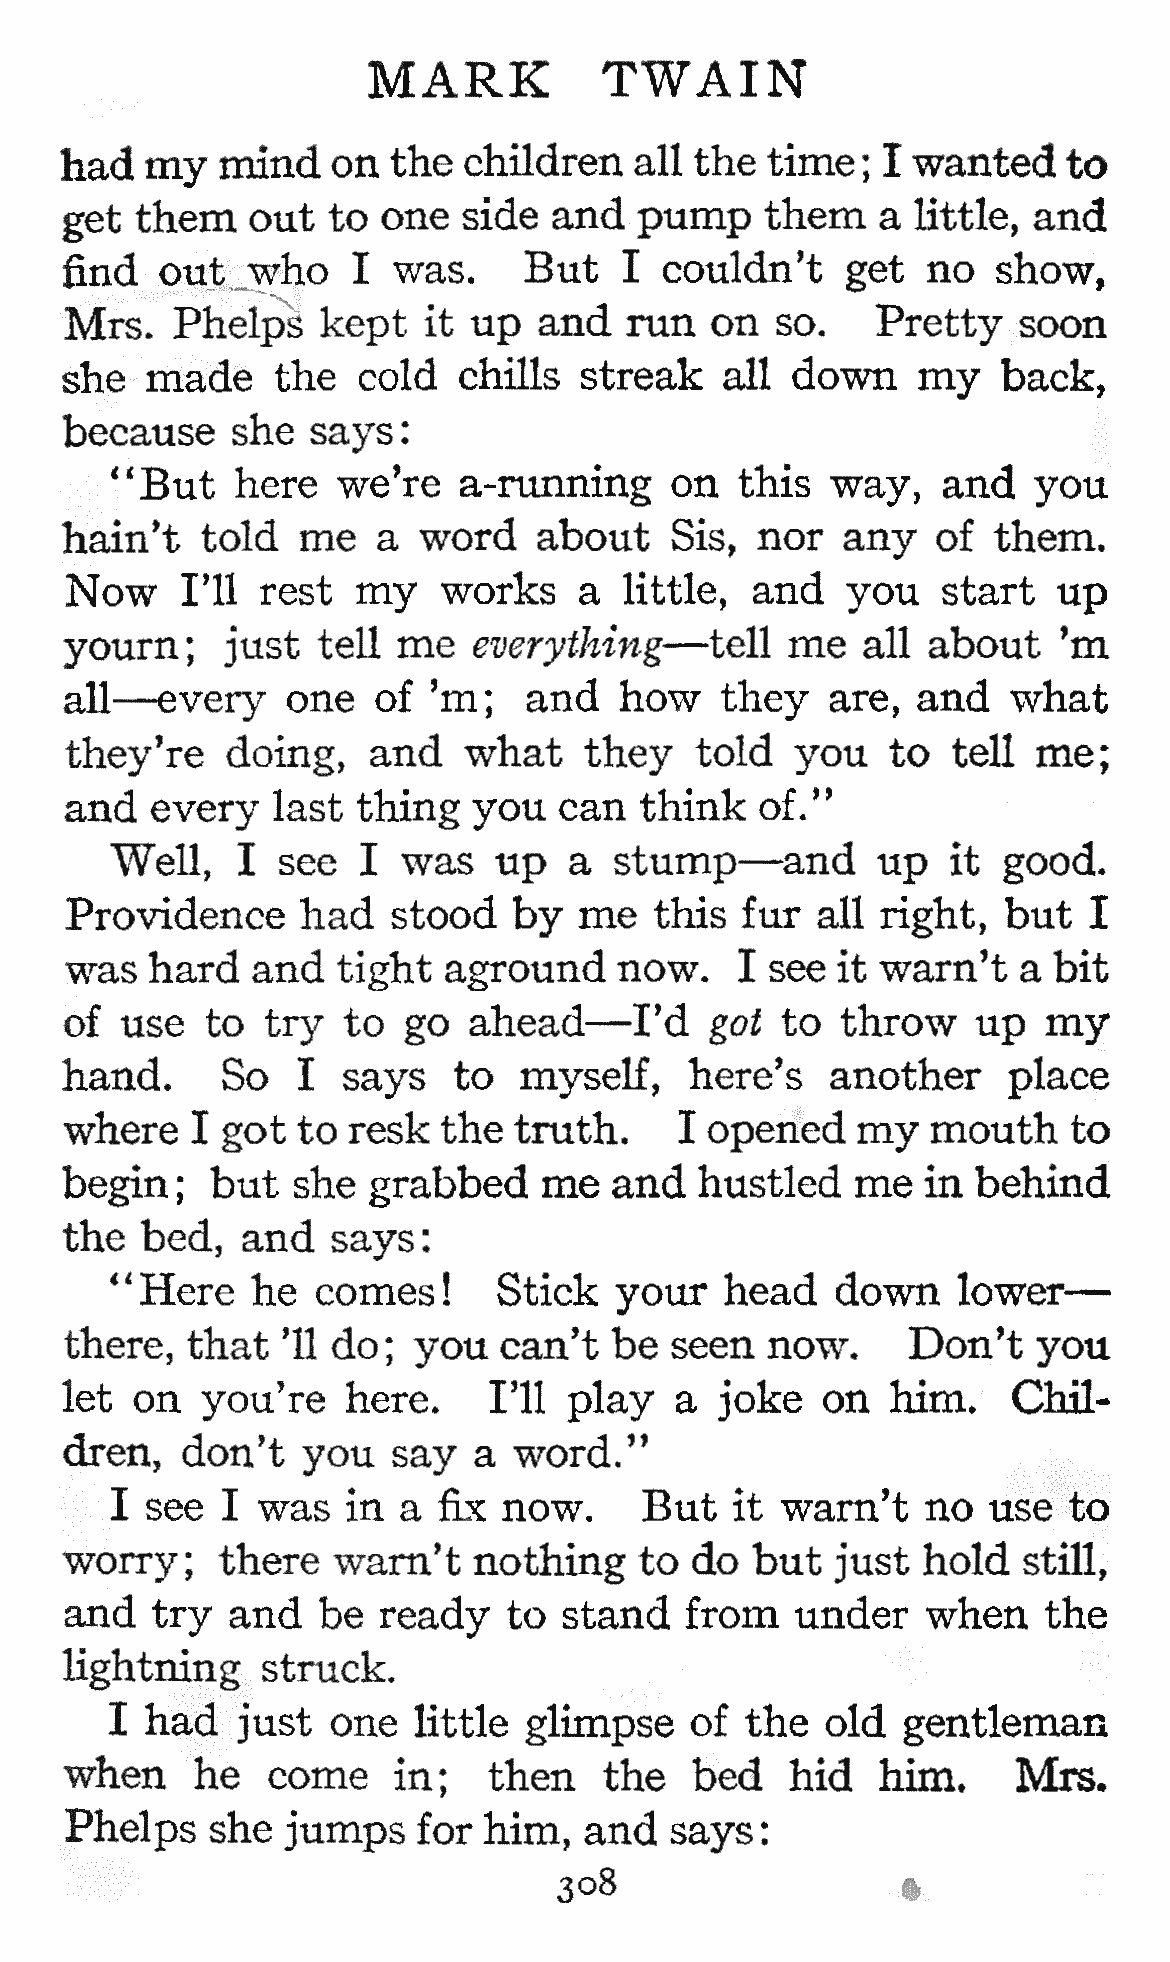 MARK TWAIN
had my mind on the children all the time; I wanted to
get them out to one side and pump them a little, and
find out who I was. But I couldn't get no show,
Mrs. Phelps kept it up and run on so. Pretty soon
she made the cold chills streak all down my back,
because she says:
"But here we're a-running on this way, and you
hain't told me a word about Sis, nor any of them.
Now I'll rest my works a little, and you start up
yourn; just tell me everything—tell me all about 'm
all—every one of 'm; and how they are, and what
they're doing, and what they told you to tell me;
and every last thing you can think of."
Well, I see I was up a stump—and up it good.
Providence had stood by me this fur all right, but I
was hard and tight aground now. I see it warn't a bit
of use to try to go ahead—I'd got to throw up my
hand. So I says to myself, here's another place
where I got to resk the truth. I opened my mouth to
begin; but she grabbed me and hustled me in behind
the bed, and says:
"Here he comes! Stick your head down lower—
there, that 'll do; you can't be seen now. Don't you
let on you're here. I'll play a joke on him. Chil-
dren, don't you say a word."
I see I was in a fix now. But it warn't no use to
worry; there warn't nothing to do but just hold still,
and try and be ready to stand from under when the
lightning struck.
I had just one little glimpse of the old gentleman
when he come in; then the bed hid him. Mrs.
Phelps she jumps for him, and says:
308